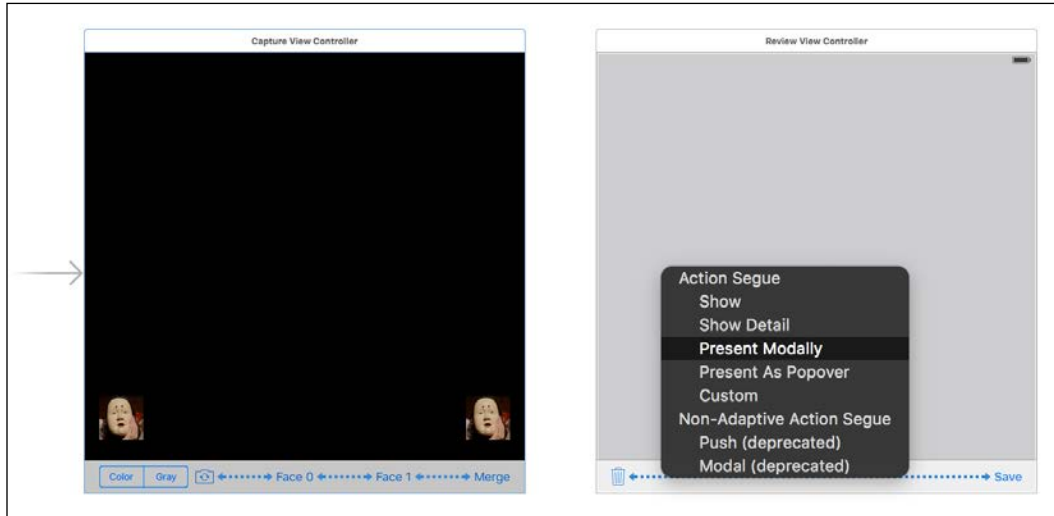 Capture View Controller
Review View Controller
Action Segue
Show
Show Detail
Present Modally
Present As Popover
Custom
Non-Adaptive Action Segue
Push (deprecated)
Modal (deprecated)
Color Gray Face 0 Face 1 Merge
Save